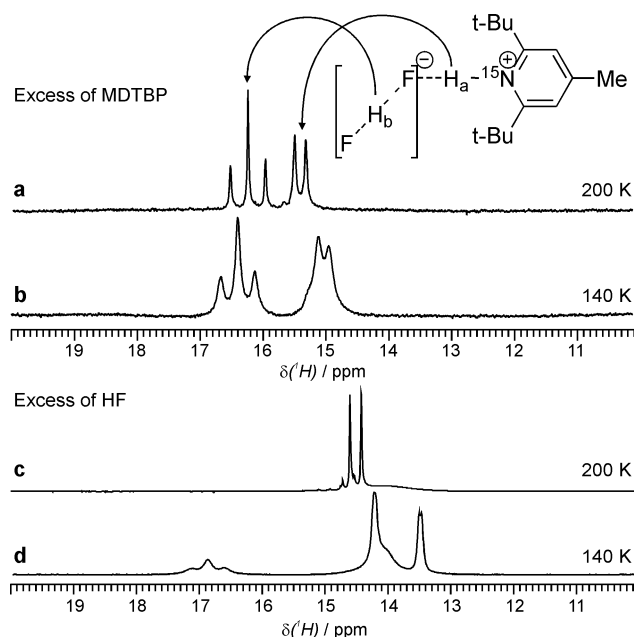 t-Bu
⊖ ⊕
F Hₐ ¹⁵N Me
H_b
F t-Bu
Excess of MDTBP
a 200 K
b 140 K
19 18 17 16 15 14 13 12 11
δ(¹H) / ppm
Excess of HF
c 200 K
d 140 K
19 18 17 16 15 14 13 12 11
δ(¹H) / ppm